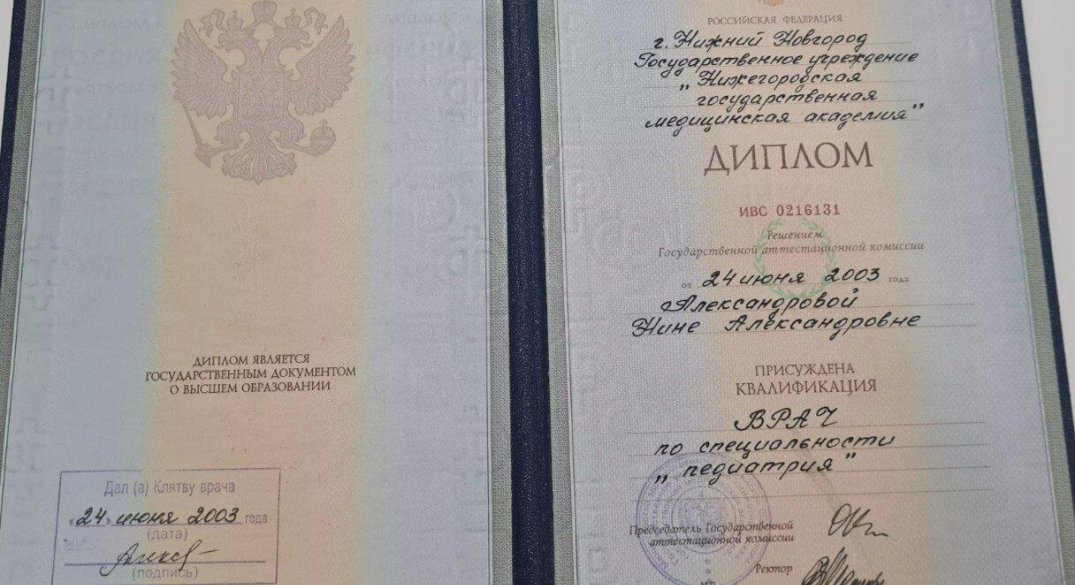 ДИПЛОМ ЯВЛЯЕТСЯ
ГОСУДАРСТВЕННЫМ ДОКУМЕНТОМ
О ВЫСШЕМ ОБРАЗОВАНИИ
Дал (а) Клятву врача
«24» июня 2003 года
(дата)
(подпись)
РОССИЙСКАЯ ФЕДЕРАЦИЯ
г. Нижний Новгород
Государственное учреждение
"Нижегородская
государственная
медицинская академия"
ДИПЛОМ
ИВС 0216131
Решением
Государственной аттестационной комиссии
от 24 июня 2003 года
Александровой
Нине Александровне
ПРИСУЖДЕНА
КВАЛИФИКАЦИЯ
ВРАЧ
по специальности
"педиатрия"
Председатель Государственной
аттестационной комиссии
Ректор